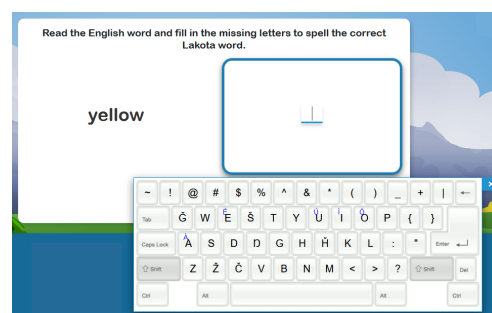 Read the English word and fill in the missing letters to spell the correct
Lakota word.
yellow
~ ! @ # $ % ^ & * ( ) _ + | ←
Tab Ǧ W E É Š T Y U Ú I Í O Ó P { }
Caps Lock A Á S D Ŋ G H Ȟ K L : " Enter
Shift Z Ž Č V B N M < > ? Shift Del
Ctrl Alt Alt Ctrl